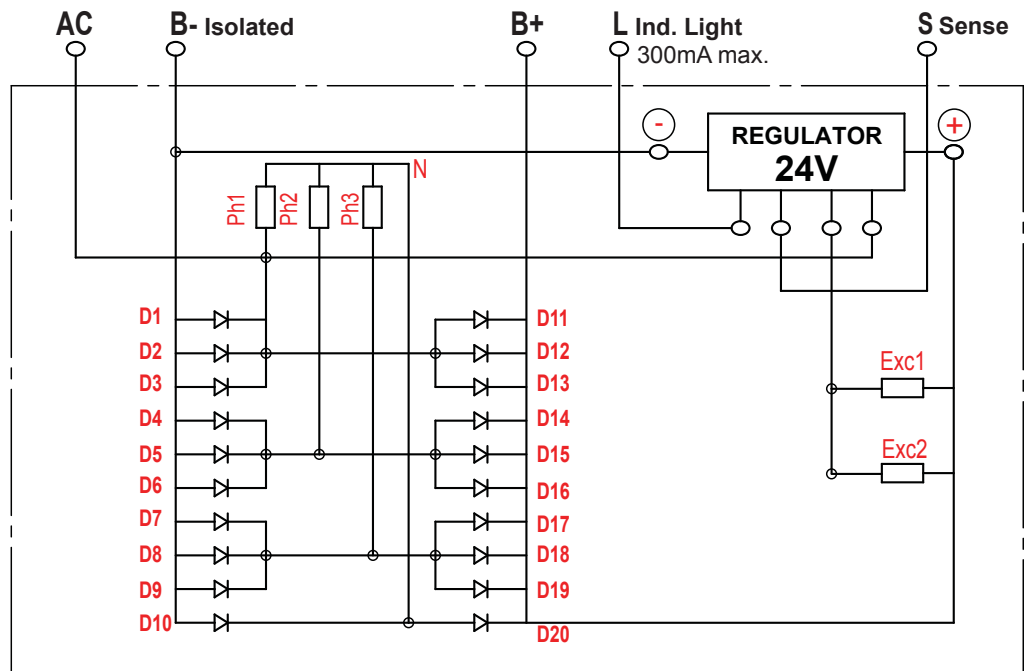 AC
B- Isolated
B+
L Ind. Light
300mA max.
S Sense
-
REGULATOR
24V
+
N
Ph1
Ph2
Ph3
D1
D11
D2
D12
D3
D13
Exc1
D4
D14
D5
D15
Exc2
D6
D16
D7
D17
D8
D18
D9
D19
D10
D20